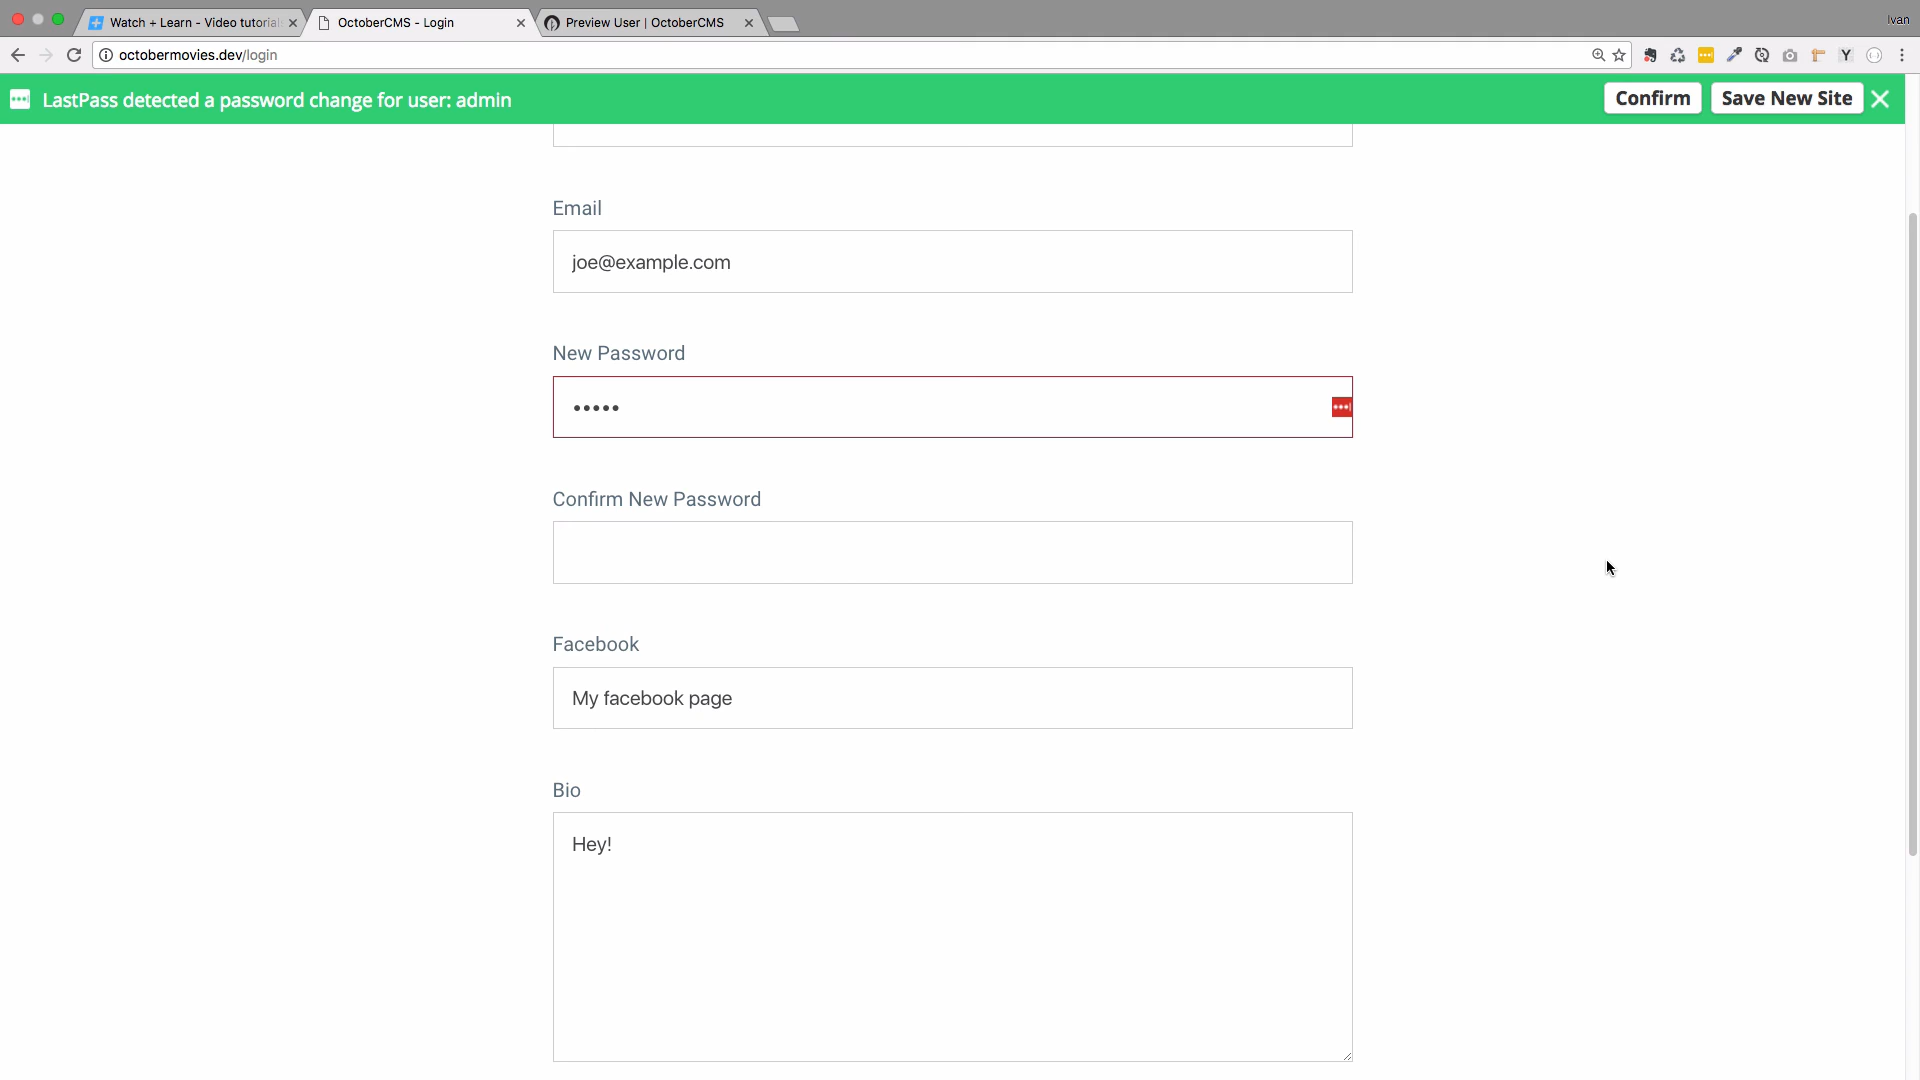 Ivan
Watch + Learn - Video tutorials
OctoberCMS - Login
Preview User | OctoberCMS
octobermovies.dev/login
Y
LastPass detected a password change for user: admin
Confirm
Save New Site
Email
joe@example.com
New Password
•••••
Confirm New Password
Facebook
My facebook page
Bio
Hey!